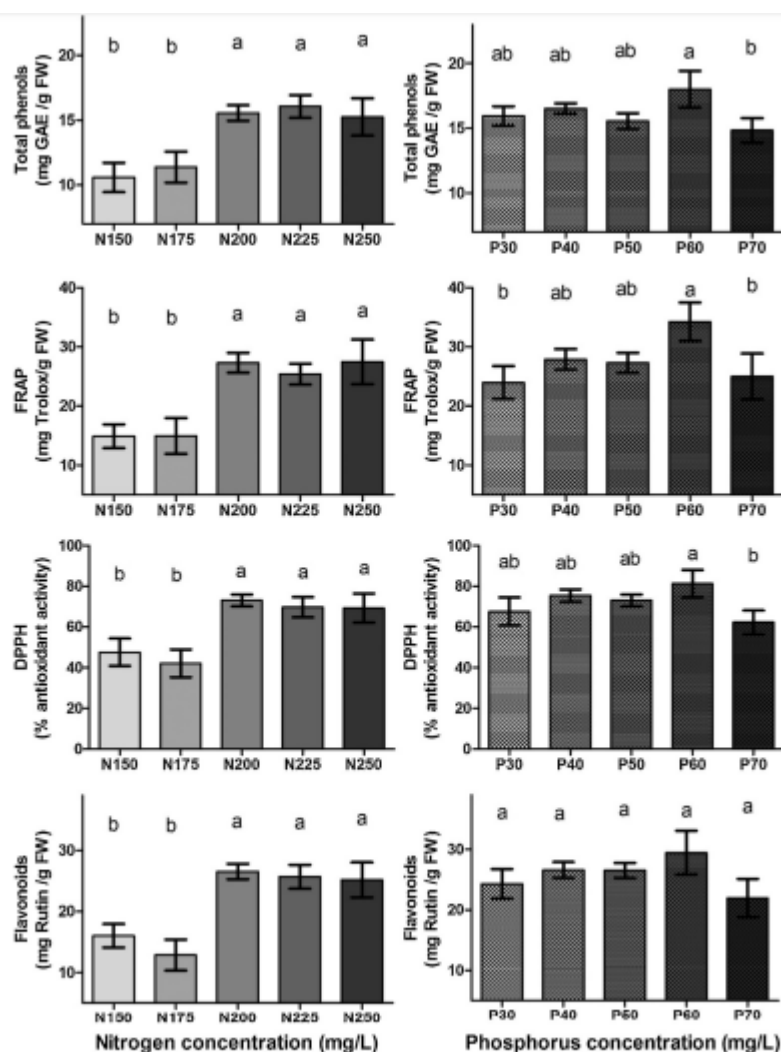 Total phenols
(mg GAE /g FW)
20
15
10
b b a a a
N150 N175 N200 N225 N250
Total phenols
(mg GAE /g FW)
20
15
10
ab ab ab a b
P30 P40 P50 P60 P70
FRAP
(mg Trolox/g FW)
40
30
20
10
b b a a a
N150 N175 N200 N225 N250
FRAP
(mg Trolox/g FW)
40
30
20
10
b ab ab a b
P30 P40 P50 P60 P70
DPPH
(% antioxidant activity)
100
80
60
40
20
0
b b a a a
N150 N175 N200 N225 N250
DPPH
(% antioxidant activity)
100
80
60
40
20
0
ab ab ab a b
P30 P40 P50 P60 P70
Flavonoids
(mg Rutin /g FW)
30
20
10
b b a a a
N150 N175 N200 N225 N250
Nitrogen concentration (mg/L)
Flavonoids
(mg Rutin /g FW)
30
20
10
a a a a a
P30 P40 P50 P60 P70
Phosphorus concentration (mg/L)